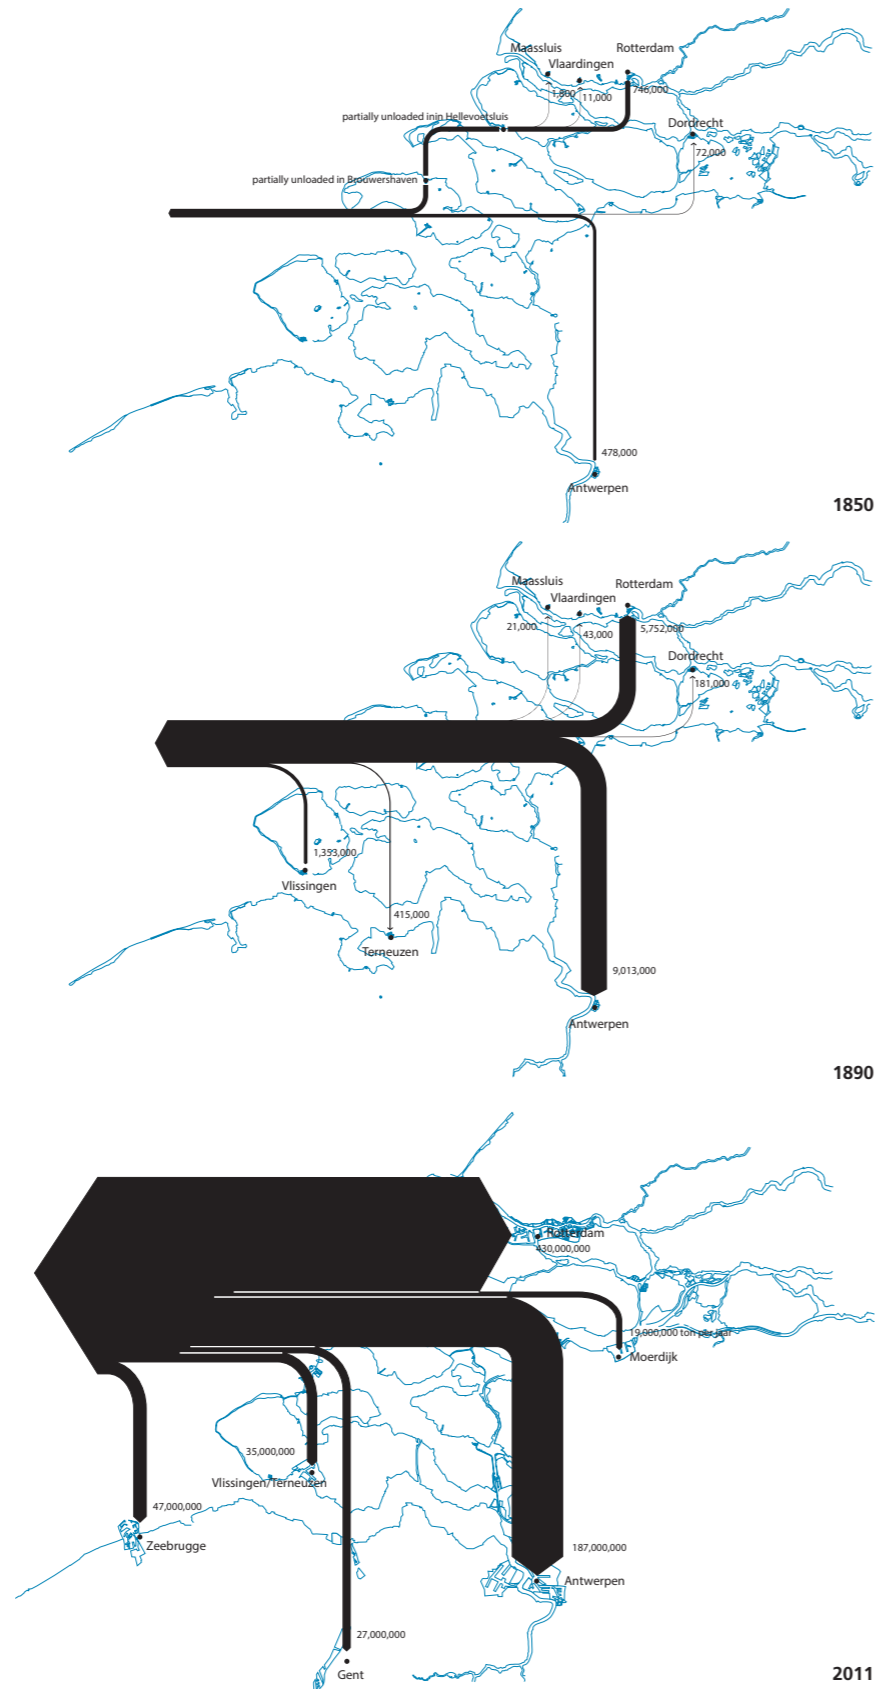 Maassluis
Rotterdam
Vlaardingen
1,800
11,000
746,000
partially unloaded inin Hellevoetsluis
Dordrecht
72,000
partially unloaded in Brouwershaven
478,000
Antwerpen
1850
Maassluis
Rotterdam
Vlaardingen
21,000
43,000
5,752,000
Dordrecht
181,000
1,353,000
Vlissingen
415,000
Terneuzen
9,013,000
Antwerpen
1890
Rotterdam
430,000,000
19,000,000 ton per jaar
Moerdijk
35,000,000
Vlissingen/Terneuzen
47,000,000
Zeebrugge
187,000,000
Antwerpen
27,000,000
Gent
2011